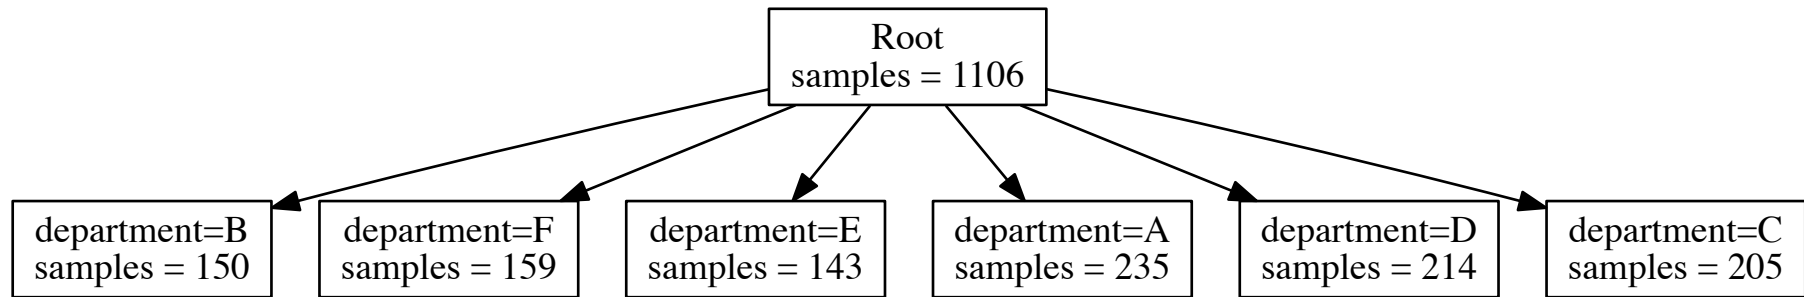 Root
samples = 1106
department=B
samples = 150
department=F
samples = 159
department=E
samples = 143
department=A
samples = 235
department=D
samples = 214
department=C
samples = 205